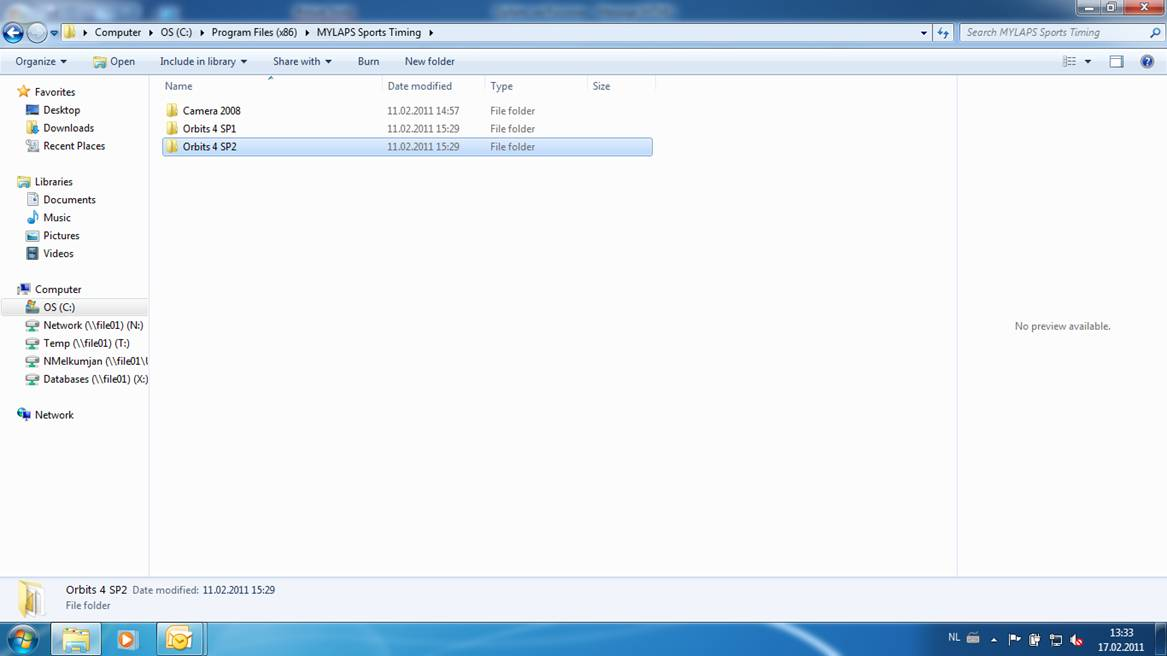 Computer ▸ OS (C:) ▸ Program Files (x86) ▸ MYLAPS Sports Timing ▸
Search MYLAPS Sports Timing
Organize Open Include in library Share with Burn New folder
Name Date modified Type Size
Favorites
Desktop
Downloads
Recent Places
Libraries
Documents
Music
Pictures
Videos
Computer
OS (C:)
Network (\\file01) (N:)
Temp (\\file01) (T:)
NMelkumjan (\\file01\
Databases (\\file01) (X:)
Network
Camera 2008 11.02.2011 14:57 File folder
Orbits 4 SP1 11.02.2011 15:29 File folder
Orbits 4 SP2 11.02.2011 15:29 File folder
No preview available.
Orbits 4 SP2 Date modified: 11.02.2011 15:29
File folder
NL
13:33
17.02.2011